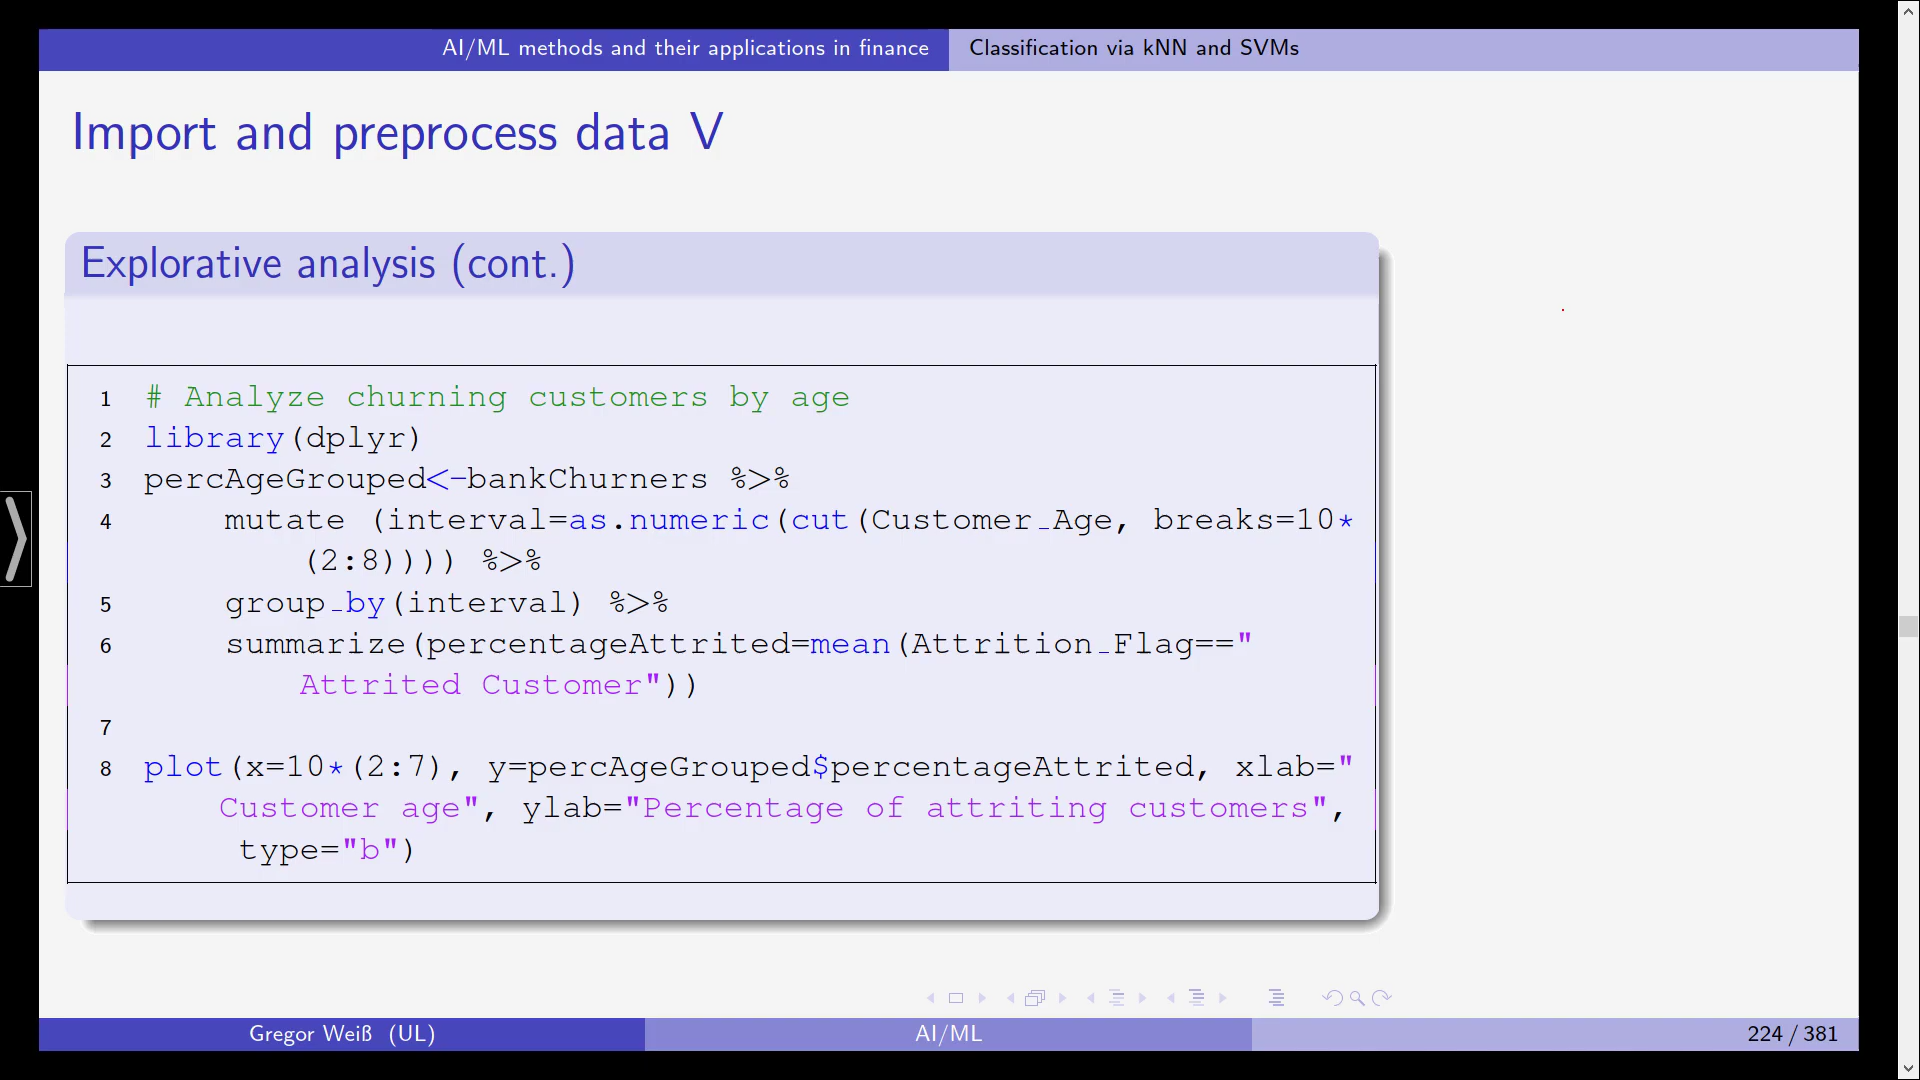 AI/ML methods and their applications in finance
Classification via kNN and SVMs
Import and preprocess data V
Explorative analysis (cont.)
1 # Analyze churning customers by age
2 library(dplyr)
3 percAgeGrouped<-bankChurners %>%
4 mutate (interval=as.numeric(cut(Customer_Age, breaks=10*
(2:8)))) %>%
5 group_by(interval) %>%
6 summarize(percentageAttrited=mean(Attrition_Flag=="
Attrited Customer"))
7
8 plot(x=10*(2:7), y=percAgeGrouped$percentageAttrited, xlab="
Customer age", ylab="Percentage of attriting customers",
type="b")
Gregor Weiß (UL)
AI/ML
224 / 381